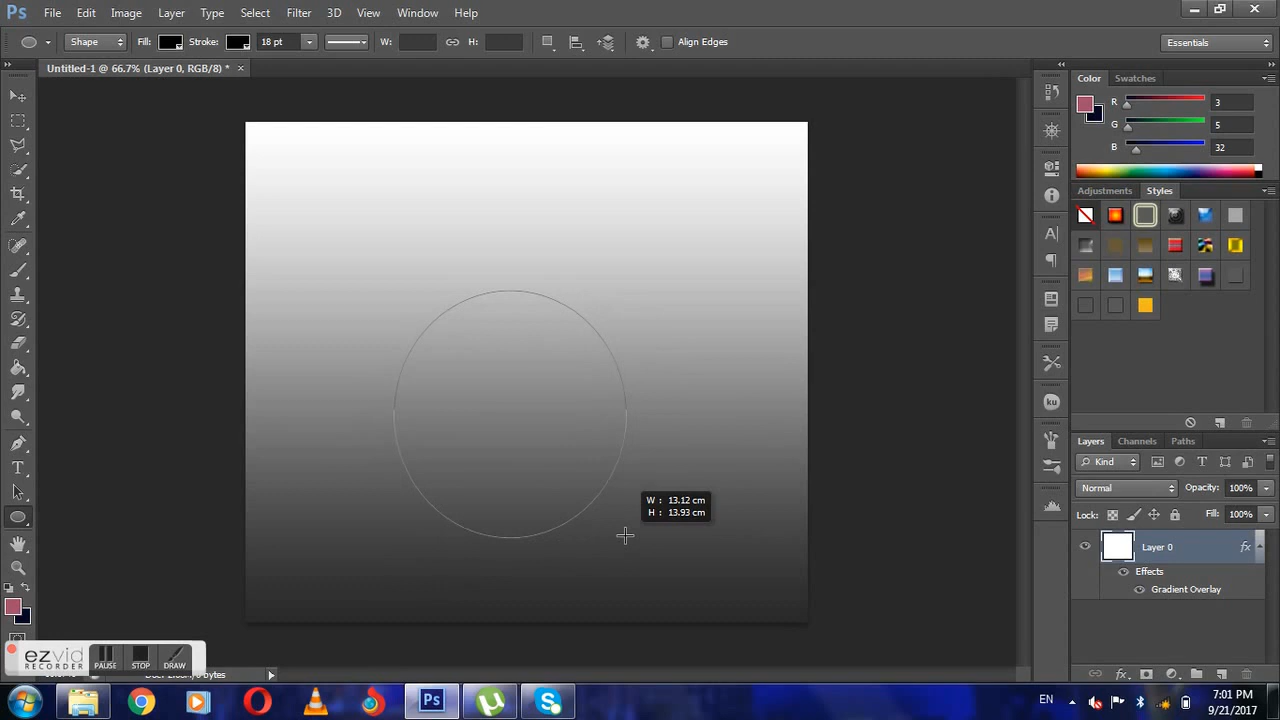 Ps File Edit Image Layer Type Select Filter 3D View Window Help
Shape Fill: Stroke: 18 pt W: H: Align Edges Essentials
Untitled-1 @ 66.7% (Layer 0, RGB/8) * ×
Color Swatches
R 3
G 5
B 32
Adjustments Styles
W : 13.12 cm
H : 13.93 cm
Layers Channels Paths
Kind
Normal Opacity: 100%
Lock: Fill: 100%
Layer 0 fx
Effects
Gradient Overlay
ku
ezvid
RECORDER
PAUSE STOP DRAW
bytes
EN 7:01 PM
9/21/2017